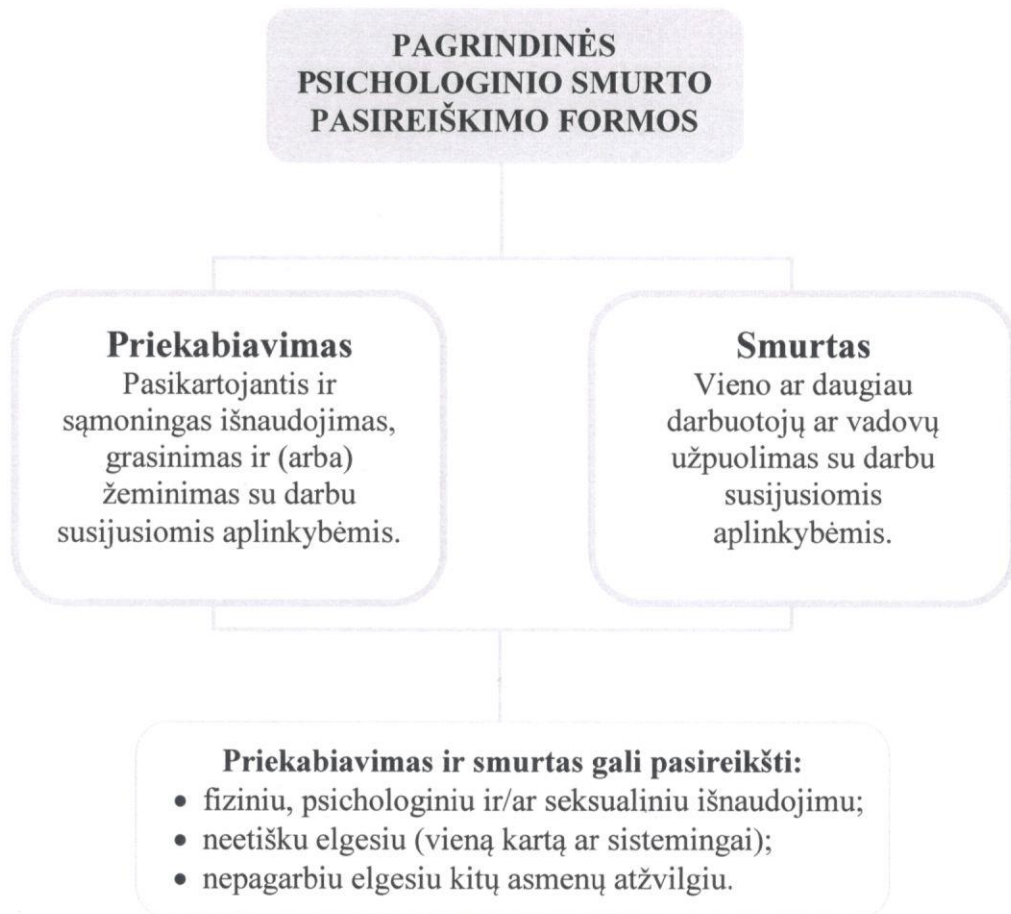 PAGRINDINĖS
PSICHOLOGINIO SMURTO
PASIREIŠKIMO FORMOS
Priekabiavimas
Pasikartojantis ir
sąmoningas išnaudojimas,
grasinimas ir (arba)
žeminimas su darbu
susijusiomis aplinkybėmis.
Smurtas
Vieno ar daugiau
darbuotojų ar vadovų
užpuolimas su darbu
susijusiomis
aplinkybėmis.
Priekabiavimas ir smurtas gali pasireikšti:
• fiziniu, psichologiniu ir/ar seksualiniu išnaudojimu;
• neetišku elgesiu (vieną kartą ar sistemingai);
• nepagarbiu elgesiu kitų asmenų atžvilgiu.